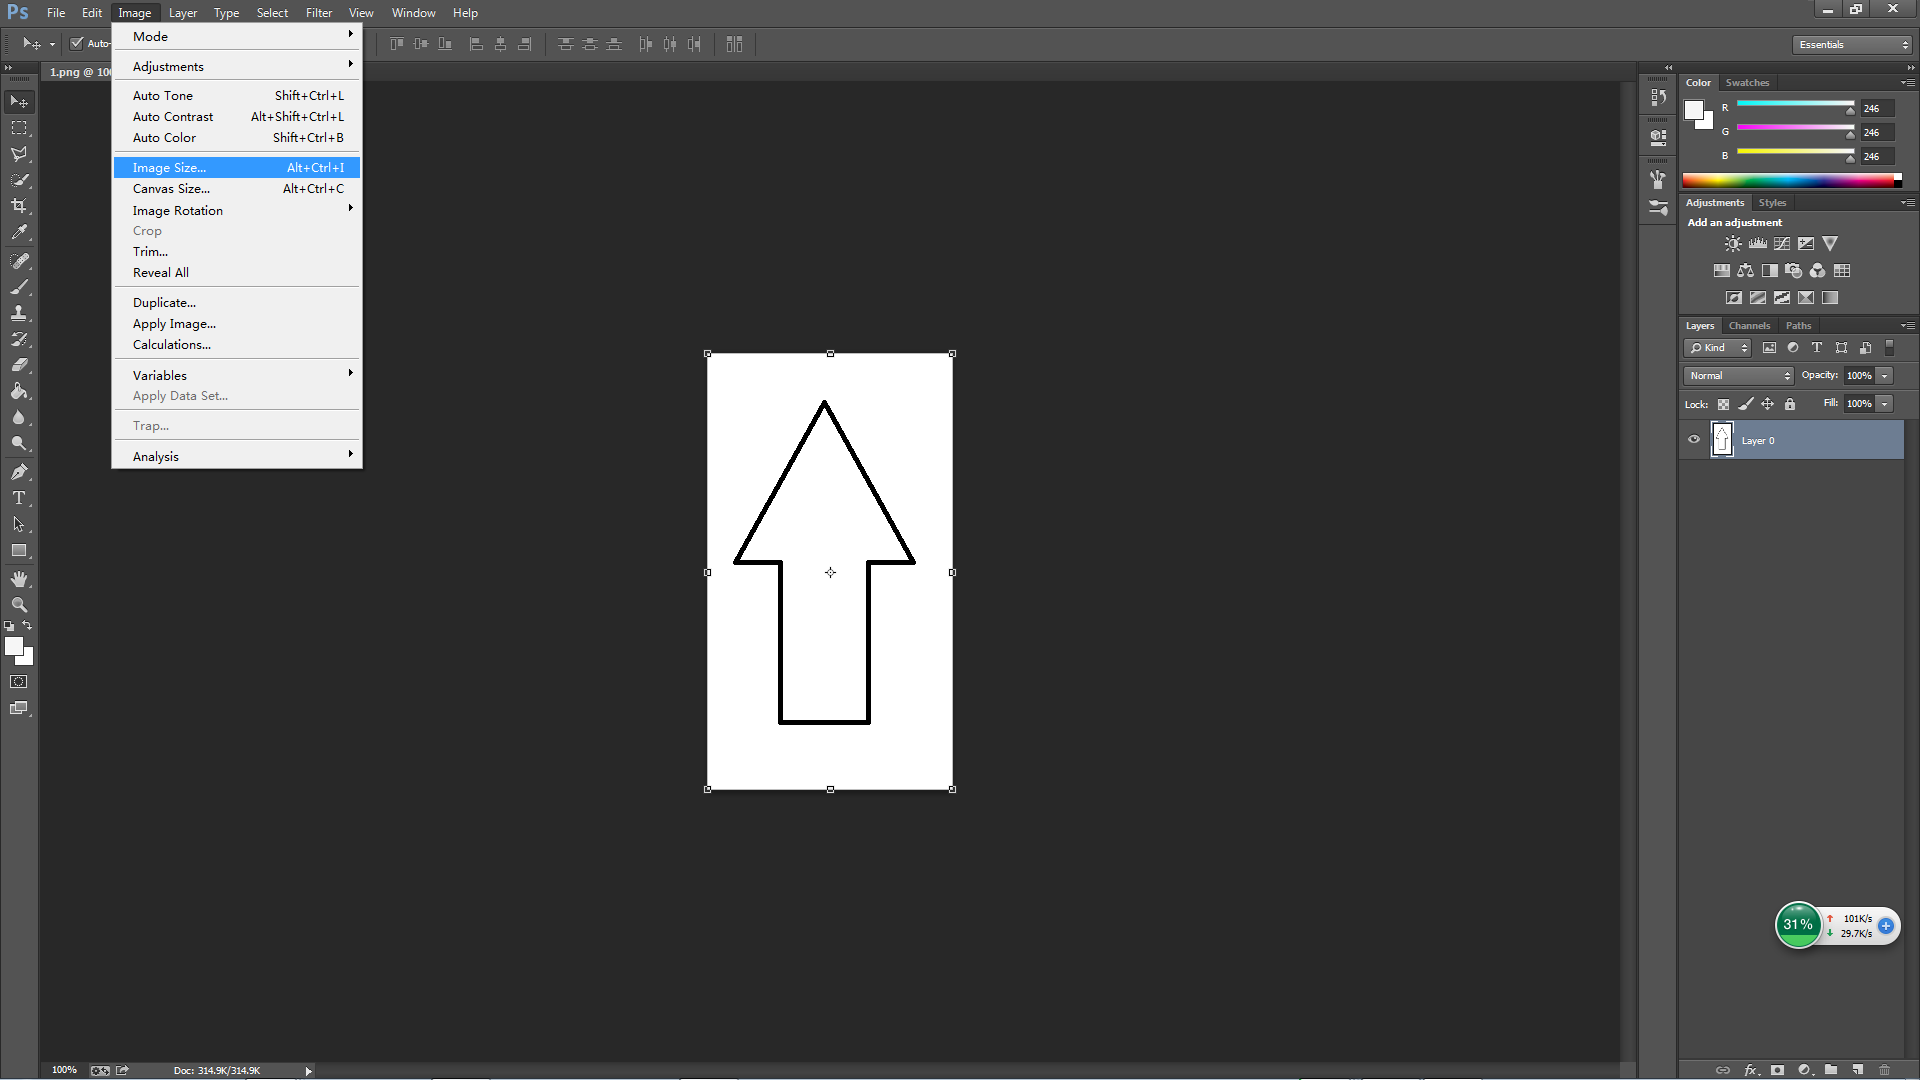 Ps File Edit Image Layer Type Select Filter View Window Help
Auto-
Essentials
1.png @ 100
Mode
Adjustments
Auto Tone Shift+Ctrl+L
Auto Contrast Alt+Shift+Ctrl+L
Auto Color Shift+Ctrl+B
Image Size... Alt+Ctrl+I
Canvas Size... Alt+Ctrl+C
Image Rotation
Crop
Trim...
Reveal All
Duplicate...
Apply Image...
Calculations...
Variables
Apply Data Set...
Trap...
Analysis
Color Swatches
R 246
G 246
B 246
Adjustments Styles
Add an adjustment
Layers Channels Paths
Kind
Normal Opacity: 100%
Lock: Fill: 100%
Layer 0
31% 101K/s
29.7K/s
100% Doc: 314.9K/314.9K